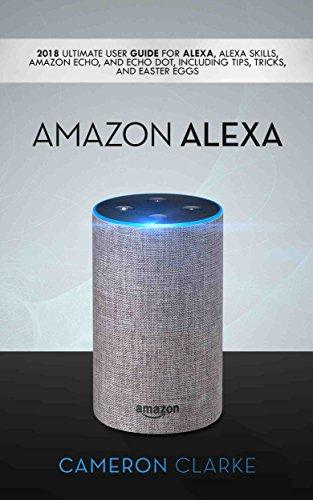 2018 ULTIMATE USER GUIDE FOR ALEXA, ALEXA SKILLS,
AMAZON ECHO, AND ECHO DOT, INCLUDING TIPS, TRICKS,
AND EASTER EGGS
AMAZON ALEXA
amazon
CAMERON CLARKE